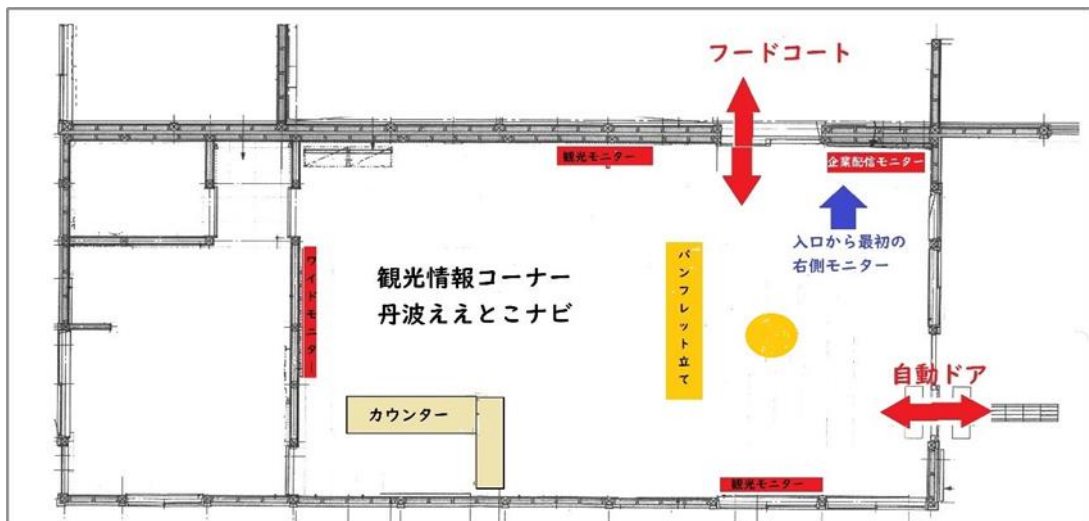 フードコート
観光モニター
企業配信モニター
入口から最初の
右側モニター
ワイドモニター
観光情報コーナー
丹波ええとこナビ
パンフレット立て
自動ドア
カウンター
観光モニター